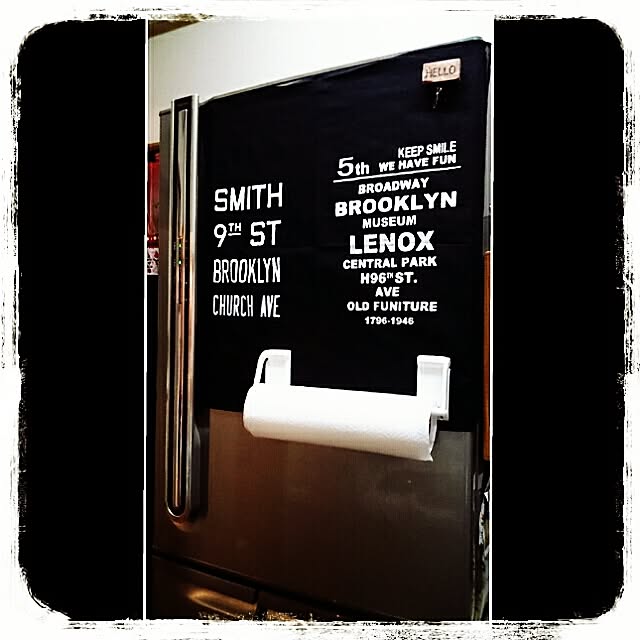 HELLO
SMITH
9TH ST
BROOKLYN
CHURCH AVE
KEEP SMILE
5th WE HAVE FUN
BROADWAY
BROOKLYN
MUSEUM
LENOX
CENTRAL PARK
H96TH ST.
AVE
OLD FUNITURE
1796-1946